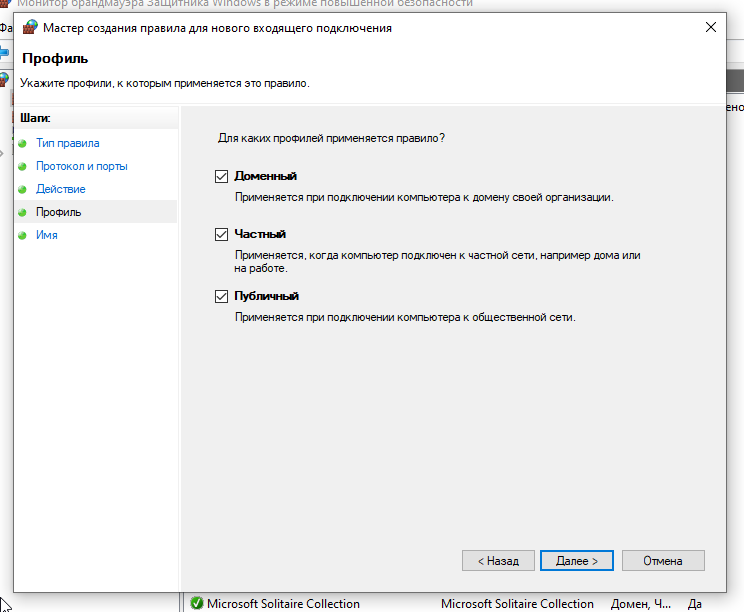 Монитор брандмауэра Защитника Windows в режиме повышенной безопасности
Фа
Мастер создания правила для нового входящего подключения
Профиль
Укажите профили, к которым применяется это правило.
Шаги:
Тип правила
Протокол и порты
Действие
Профиль
Имя
Для каких профилей применяется правило?
Доменный
Применяется при подключении компьютера к домену своей организации.
Частный
Применяется, когда компьютер подключен к частной сети, например дома или
на работе.
Публичный
Применяется при подключении компьютера к общественной сети.
< Назад
Далее >
Отмена
ено
Microsoft Solitaire Collection Microsoft Solitaire Collection Домен, Ч... Да